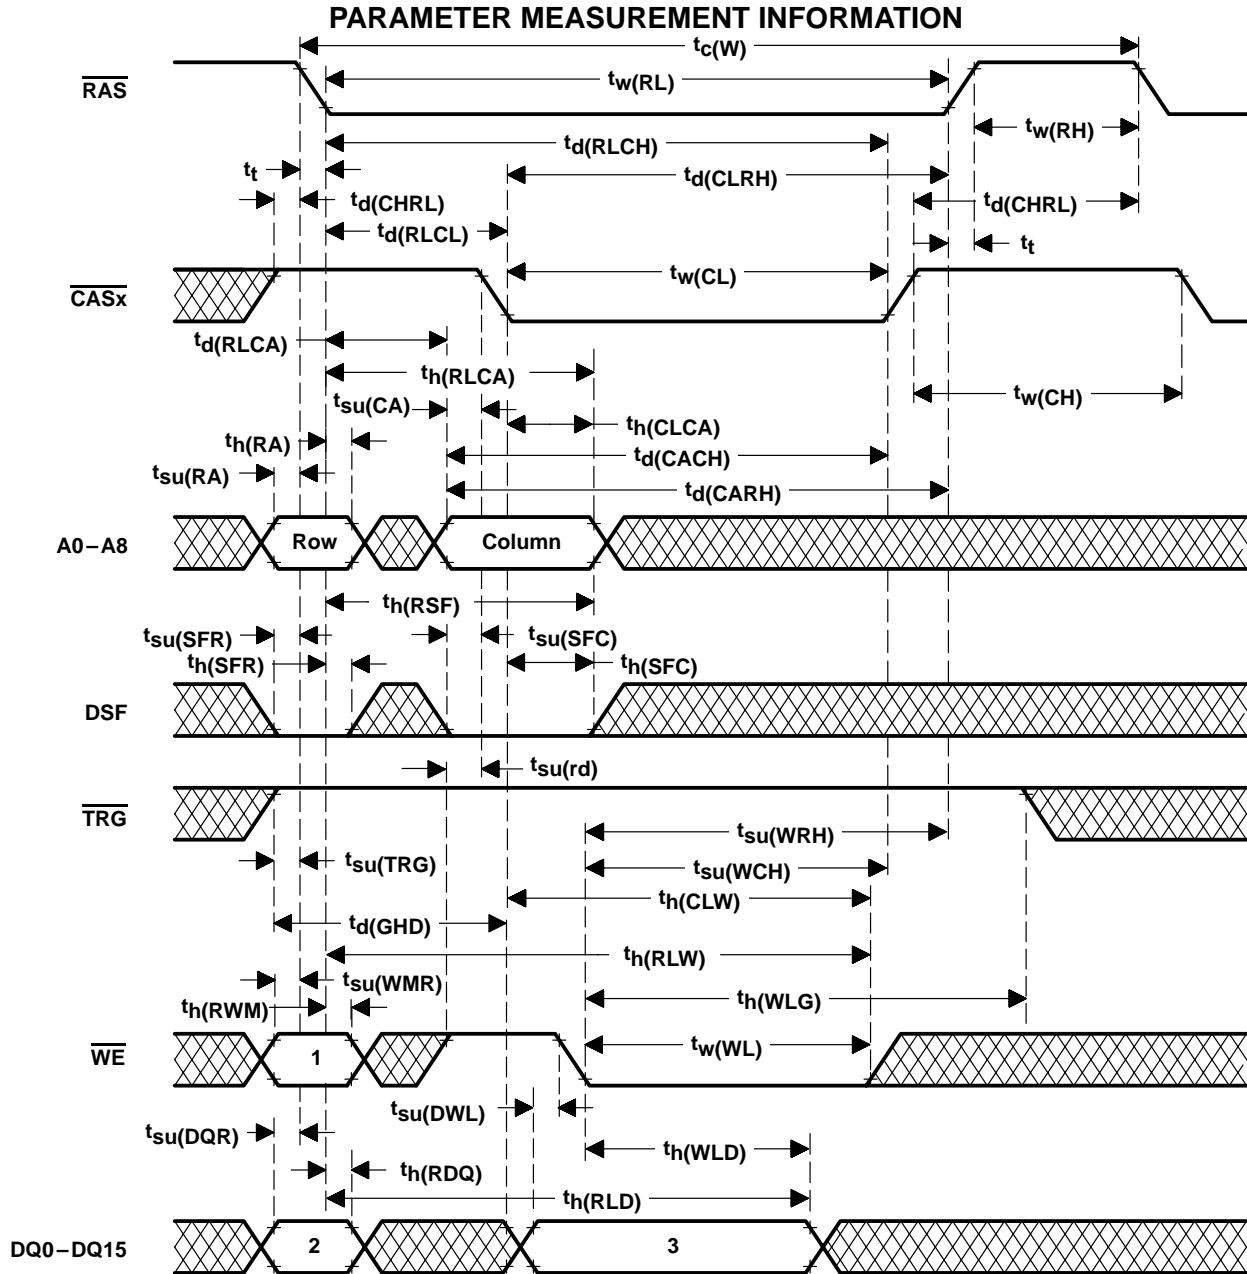 PARAMETER MEASUREMENT INFORMATION
tc(W)
RAS
tw(RL)
tw(RH)
td(RLCH)
tt
td(CLRH)
td(CHRL)
td(CHRL)
td(RLCL)
tt
CASx
tw(CL)
td(RLCA)
th(RLCA)
tsu(CA)
tw(CH)
th(CLCA)
th(RA)
td(CACH)
tsu(RA)
td(CARH)
A0–A8
Row
Column
th(RSF)
tsu(SFR)
tsu(SFC)
th(SFR)
th(SFC)
DSF
tsu(rd)
TRG
tsu(WRH)
tsu(TRG)
tsu(WCH)
th(CLW)
td(GHD)
th(RLW)
tsu(WMR)
th(RWM)
th(WLG)
WE
1
tw(WL)
tsu(DWL)
tsu(DQR)
th(WLD)
th(RDQ)
th(RLD)
DQ0–DQ15
2
3